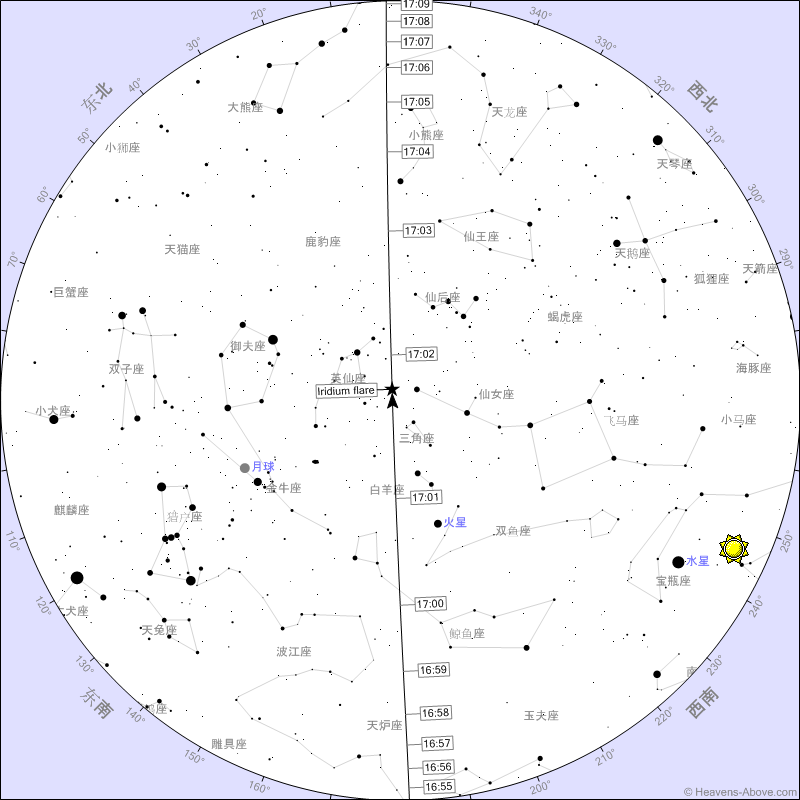 17:09
17:08
340°
20°
30°
17:07
330°
17:06
东北
40°
西北
320°
大熊座
17:05
天龙座
50°
小狮座
小熊座
310°
17:04
天琴座
60°
300°
17:03
仙王座
鹿豹座
天猫座
天鹅座
70°
290°
天箭座
狐狸座
巨蟹座
仙后座
蝎虎座
御夫座
17:02
双子座
英仙座
海豚座
Iridium flare
仙女座
小犬座
飞马座
小马座
三角座
月球
金牛座
白羊座
17:01
麒麟座
猎户座
火星
双鱼座
110°
250°
水星
宝瓶座
120°
17:00
240°
犬座
天兔座
鲸鱼座
波江座
130°
16:59
230°
南
东南
140°
鸽座
16:58
玉夫座
220°
西南
天炉座
雕具座
150°
16:57
210°
16:56
160°
16:55
200°
© Heavens-Above.com